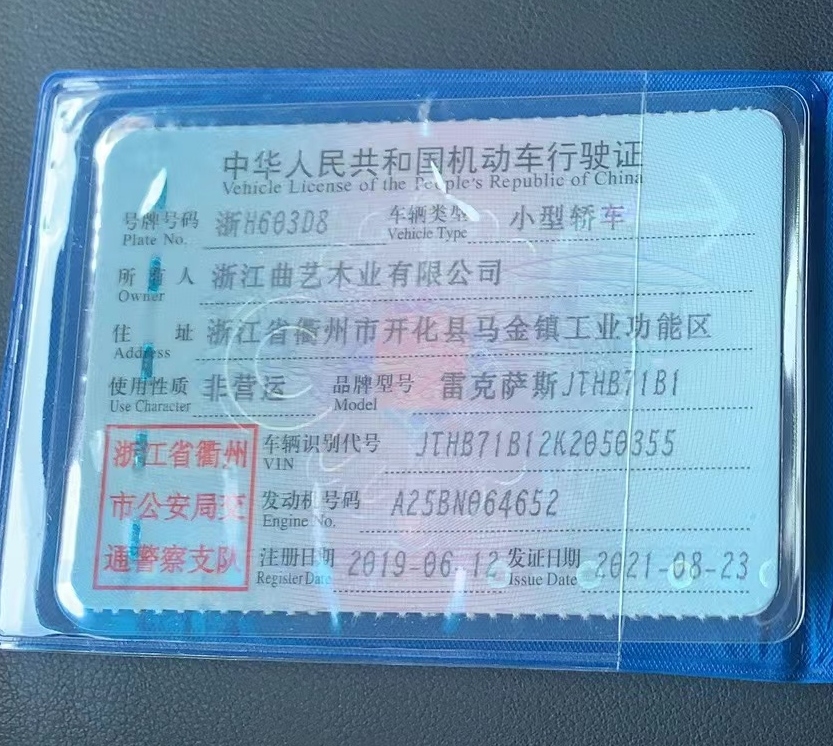 中华人民共和国机动车行驶证
Vehicle License of the People's Republic of China
号牌号码 浙H603D8 车辆类型 小型轿车
Plate No. Vehicle Type
所有人 浙江曲艺木业有限公司
Owner
住址 浙江省衢州市开化县马金镇工业功能区
Address
使用性质 非营运 品牌型号 雷克萨斯JTHB71B1
Use Character Model
浙江省衢州 车辆识别代号 JTHB71B12K2050355
VIN
市公安局交 发动机号码 A25BN064652
Engine No.
通警察支队 注册日期 2019-06-12 发证日期 2021-08-23
Register Date Issue Date